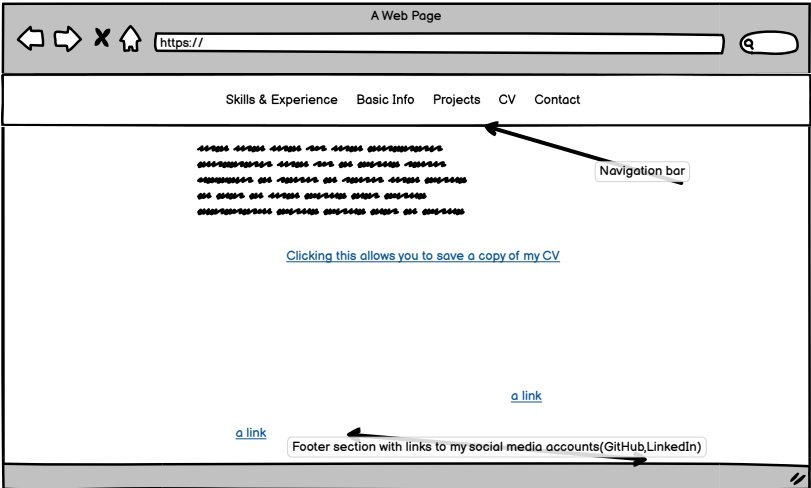 A Web Page
https://
Skills & Experience Basic Info Projects CV Contact
Navigation bar
Clicking this allows you to save a copy of my CV
a link
a link
Footer section with links to my social media accounts(GitHub,LinkedIn)